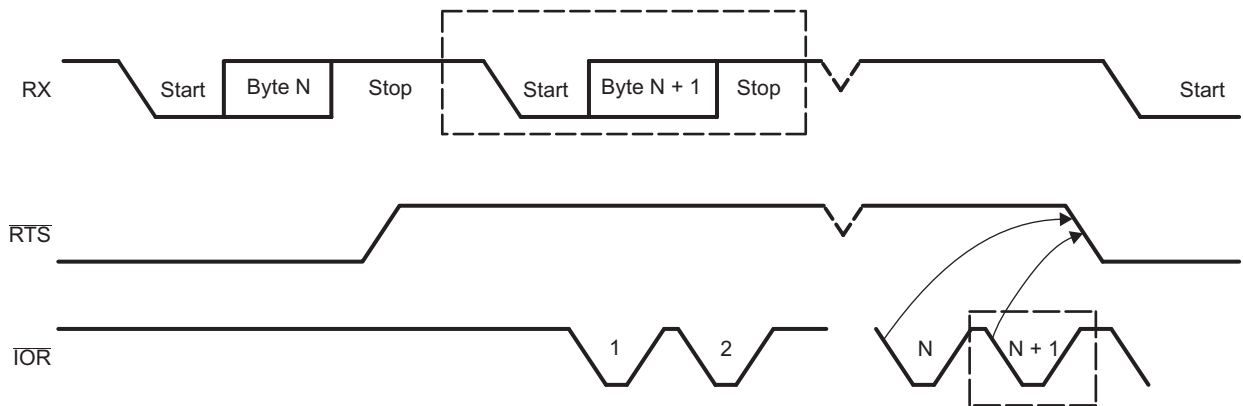 RX
Start
Byte N
Stop
Start
Byte N + 1
Stop
Start
RTS
IOR
1
2
N
N + 1